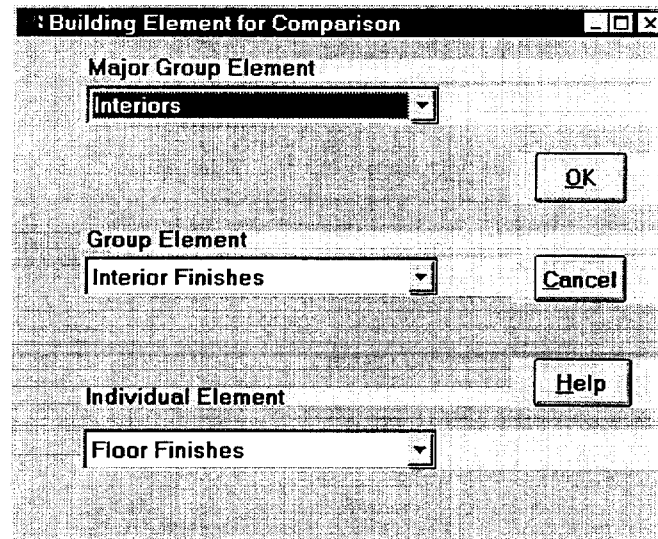 Building Element for Comparison
Major Group Element
Interiors
OK
Group Element
Interior Finishes
Cancel
Help
Individual Element
Floor Finishes